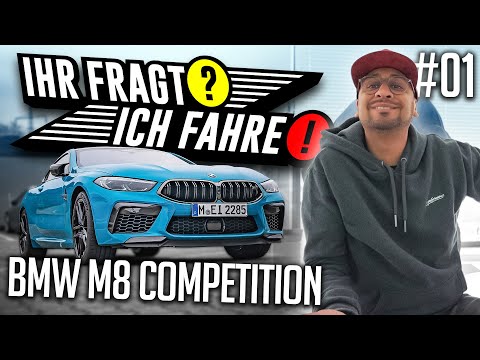 IHR FRAGT?
ICH FAHRE!
#01
M EI 2285
BMW M8 COMPETITION